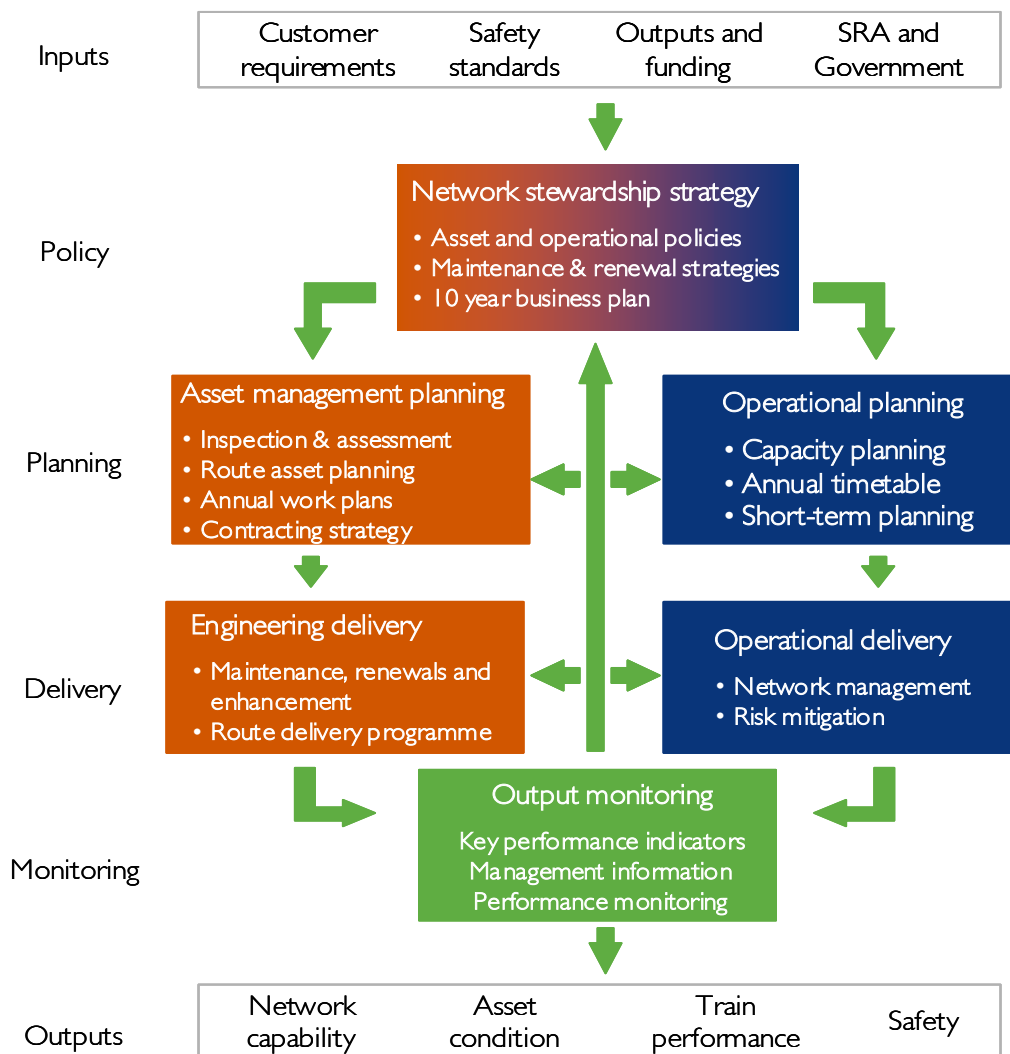 Inputs
Customer
requirements
Safety
standards
Outputs and
funding
SRA and
Government
Policy
Network stewardship strategy
• Asset and operational policies
• Maintenance & renewal strategies
• 10 year business plan
Planning
Asset management planning
• Inspection & assessment
• Route asset planning
• Annual work plans
• Contracting strategy
Operational planning
• Capacity planning
• Annual timetable
• Short-term planning
Delivery
Engineering delivery
• Maintenance, renewals and
enhancement
• Route delivery programme
Operational delivery
• Network management
• Risk mitigation
Monitoring
Output monitoring
Key performance indicators
Management information
Performance monitoring
Outputs
Network
capability
Asset
condition
Train
performance
Safety